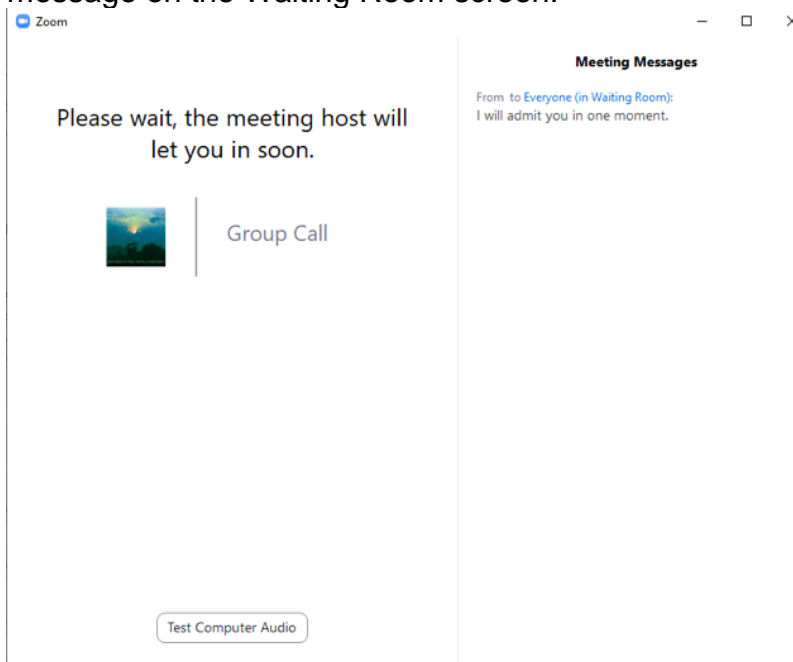 message on the Waiting Room screen.
Zoom
Please wait, the meeting host will
let you in soon.
Group Call
Test Computer Audio
Meeting Messages
From to Everyone (in Waiting Room):
I will admit you in one moment.